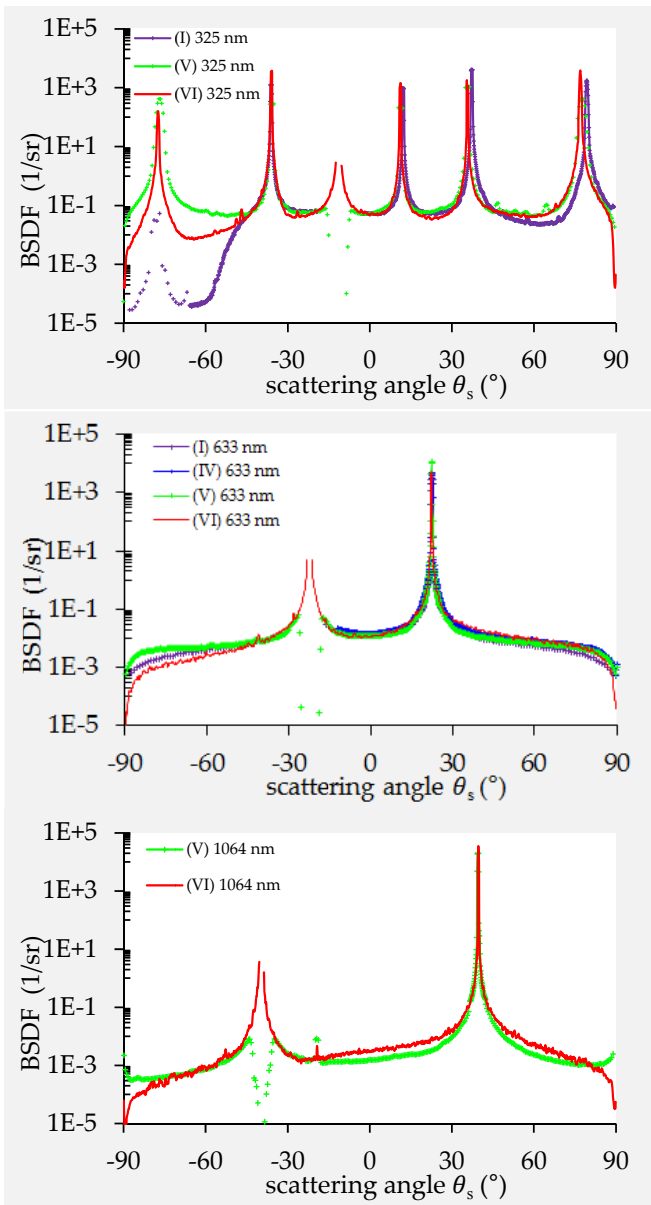 1E+5
1E+3
1E+1
1E-1
1E-3
1E-5
BSDF (1/sr)
(I) 325 nm
(V) 325 nm
(VI) 325 nm
-90 -60 -30 0 30 60 90
scattering angle θs (°)
1E+5
1E+3
1E+1
1E-1
1E-3
1E-5
BSDF (1/sr)
(I) 633 nm
(IV) 633 nm
(V) 633 nm
(VI) 633 nm
-90 -60 -30 0 30 60 90
scattering angle θs (°)
1E+5
1E+3
1E+1
1E-1
1E-3
1E-5
BSDF (1/sr)
(V) 1064 nm
(VI) 1064 nm
-90 -60 -30 0 30 60 90
scattering angle θs (°)